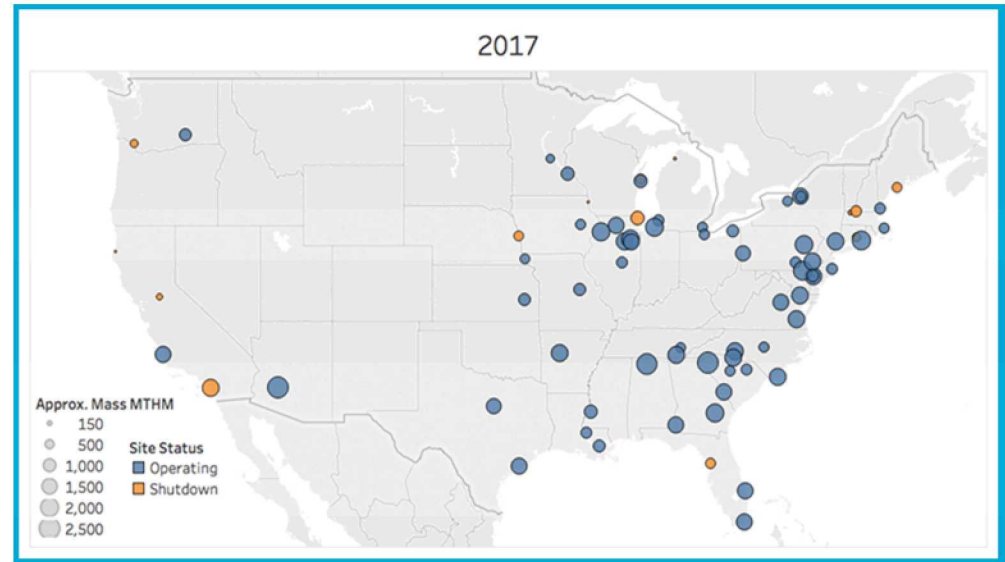 2017
Approx. Mass MTHM
150
500
1,000
1,500
2,000
2,500
Site Status
Operating
Shutdown